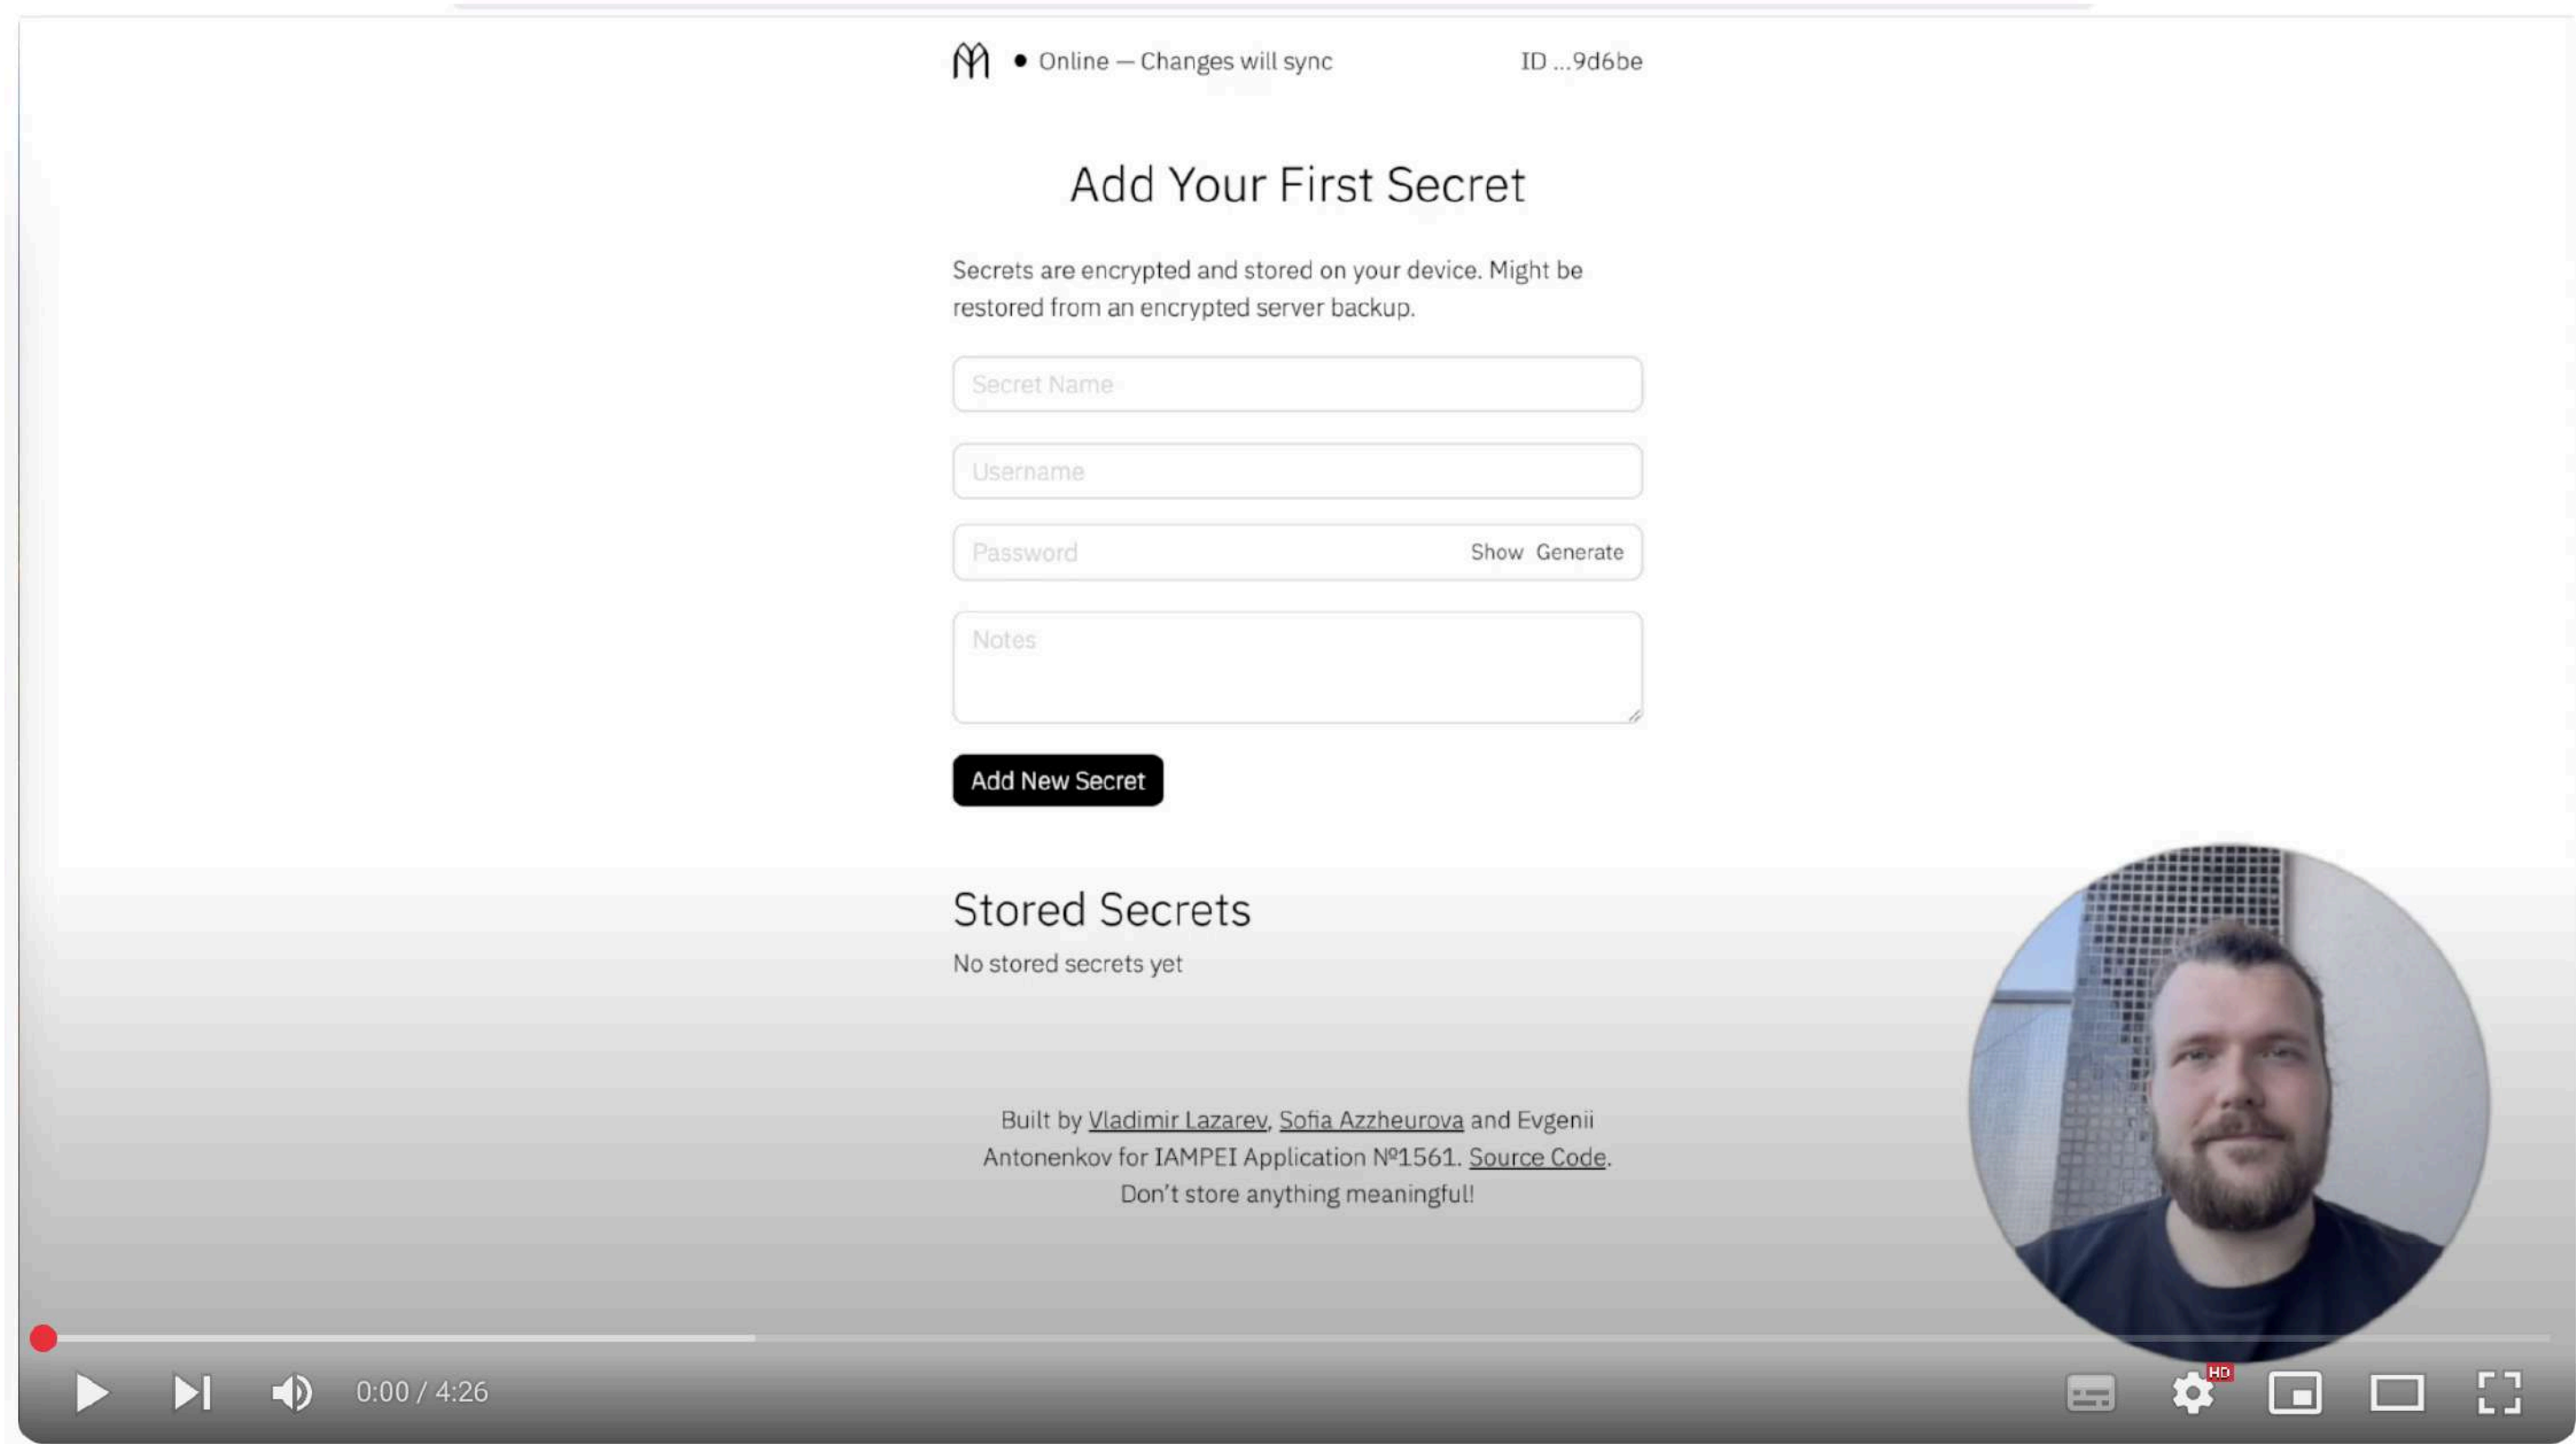 ● Online — Changes will sync
ID ...9d6be
Add Your First Secret
Secrets are encrypted and stored on your device. Might be
restored from an encrypted server backup.
Secret Name
Username
Password
Show Generate
Notes
Add New Secret
Stored Secrets
No stored secrets yet
Built by Vladimir Lazarev, Sofia Azzheurova and Evgenii
Antonenkov for IAMPEI Application №1561. Source Code.
Don’t store anything meaningful!
0:00 / 4:26
HD